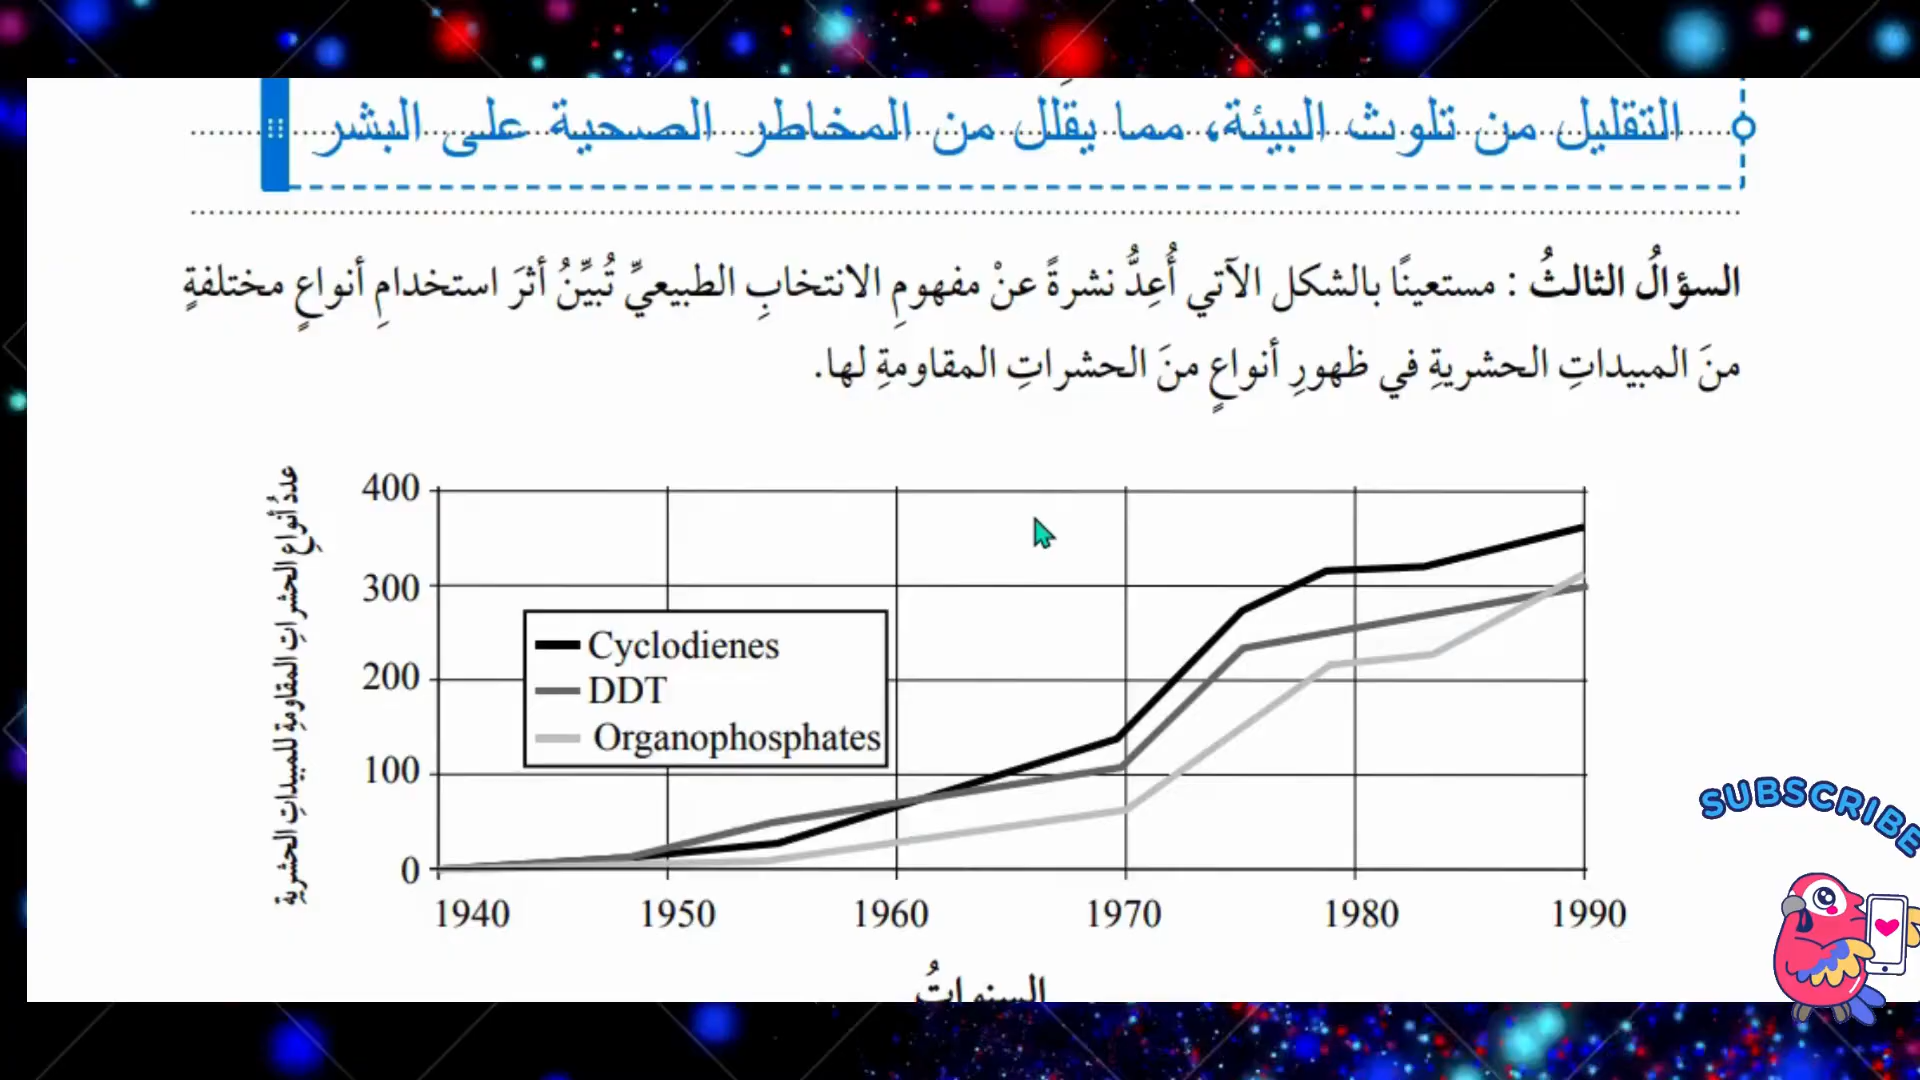 التقليل من تلوث البيئة، مما يقلل من المخاطر الصحية على البشر
السؤالُ الثالثُ : مستعينًا بالشكل الآتي أُعِدُّ نشرةً عنْ مفهومِ الانتخابِ الطبيعيِّ تُبيِّنُ أثرَ استخدامِ أنواعٍ مختلفةٍ
منَ المبيداتِ الحشريةِ في ظهورِ أنواعٍ منَ الحشراتِ المقاومةِ لها.
عددُ أنواعِ الحشراتِ المقاومةِ للمبيداتِ الحشريةِ
400
300
200
100
0
Cyclodienes
DDT
Organophosphates
1940 1950 1960 1970 1980 1990
السنواتُ
SUBSCRIBE